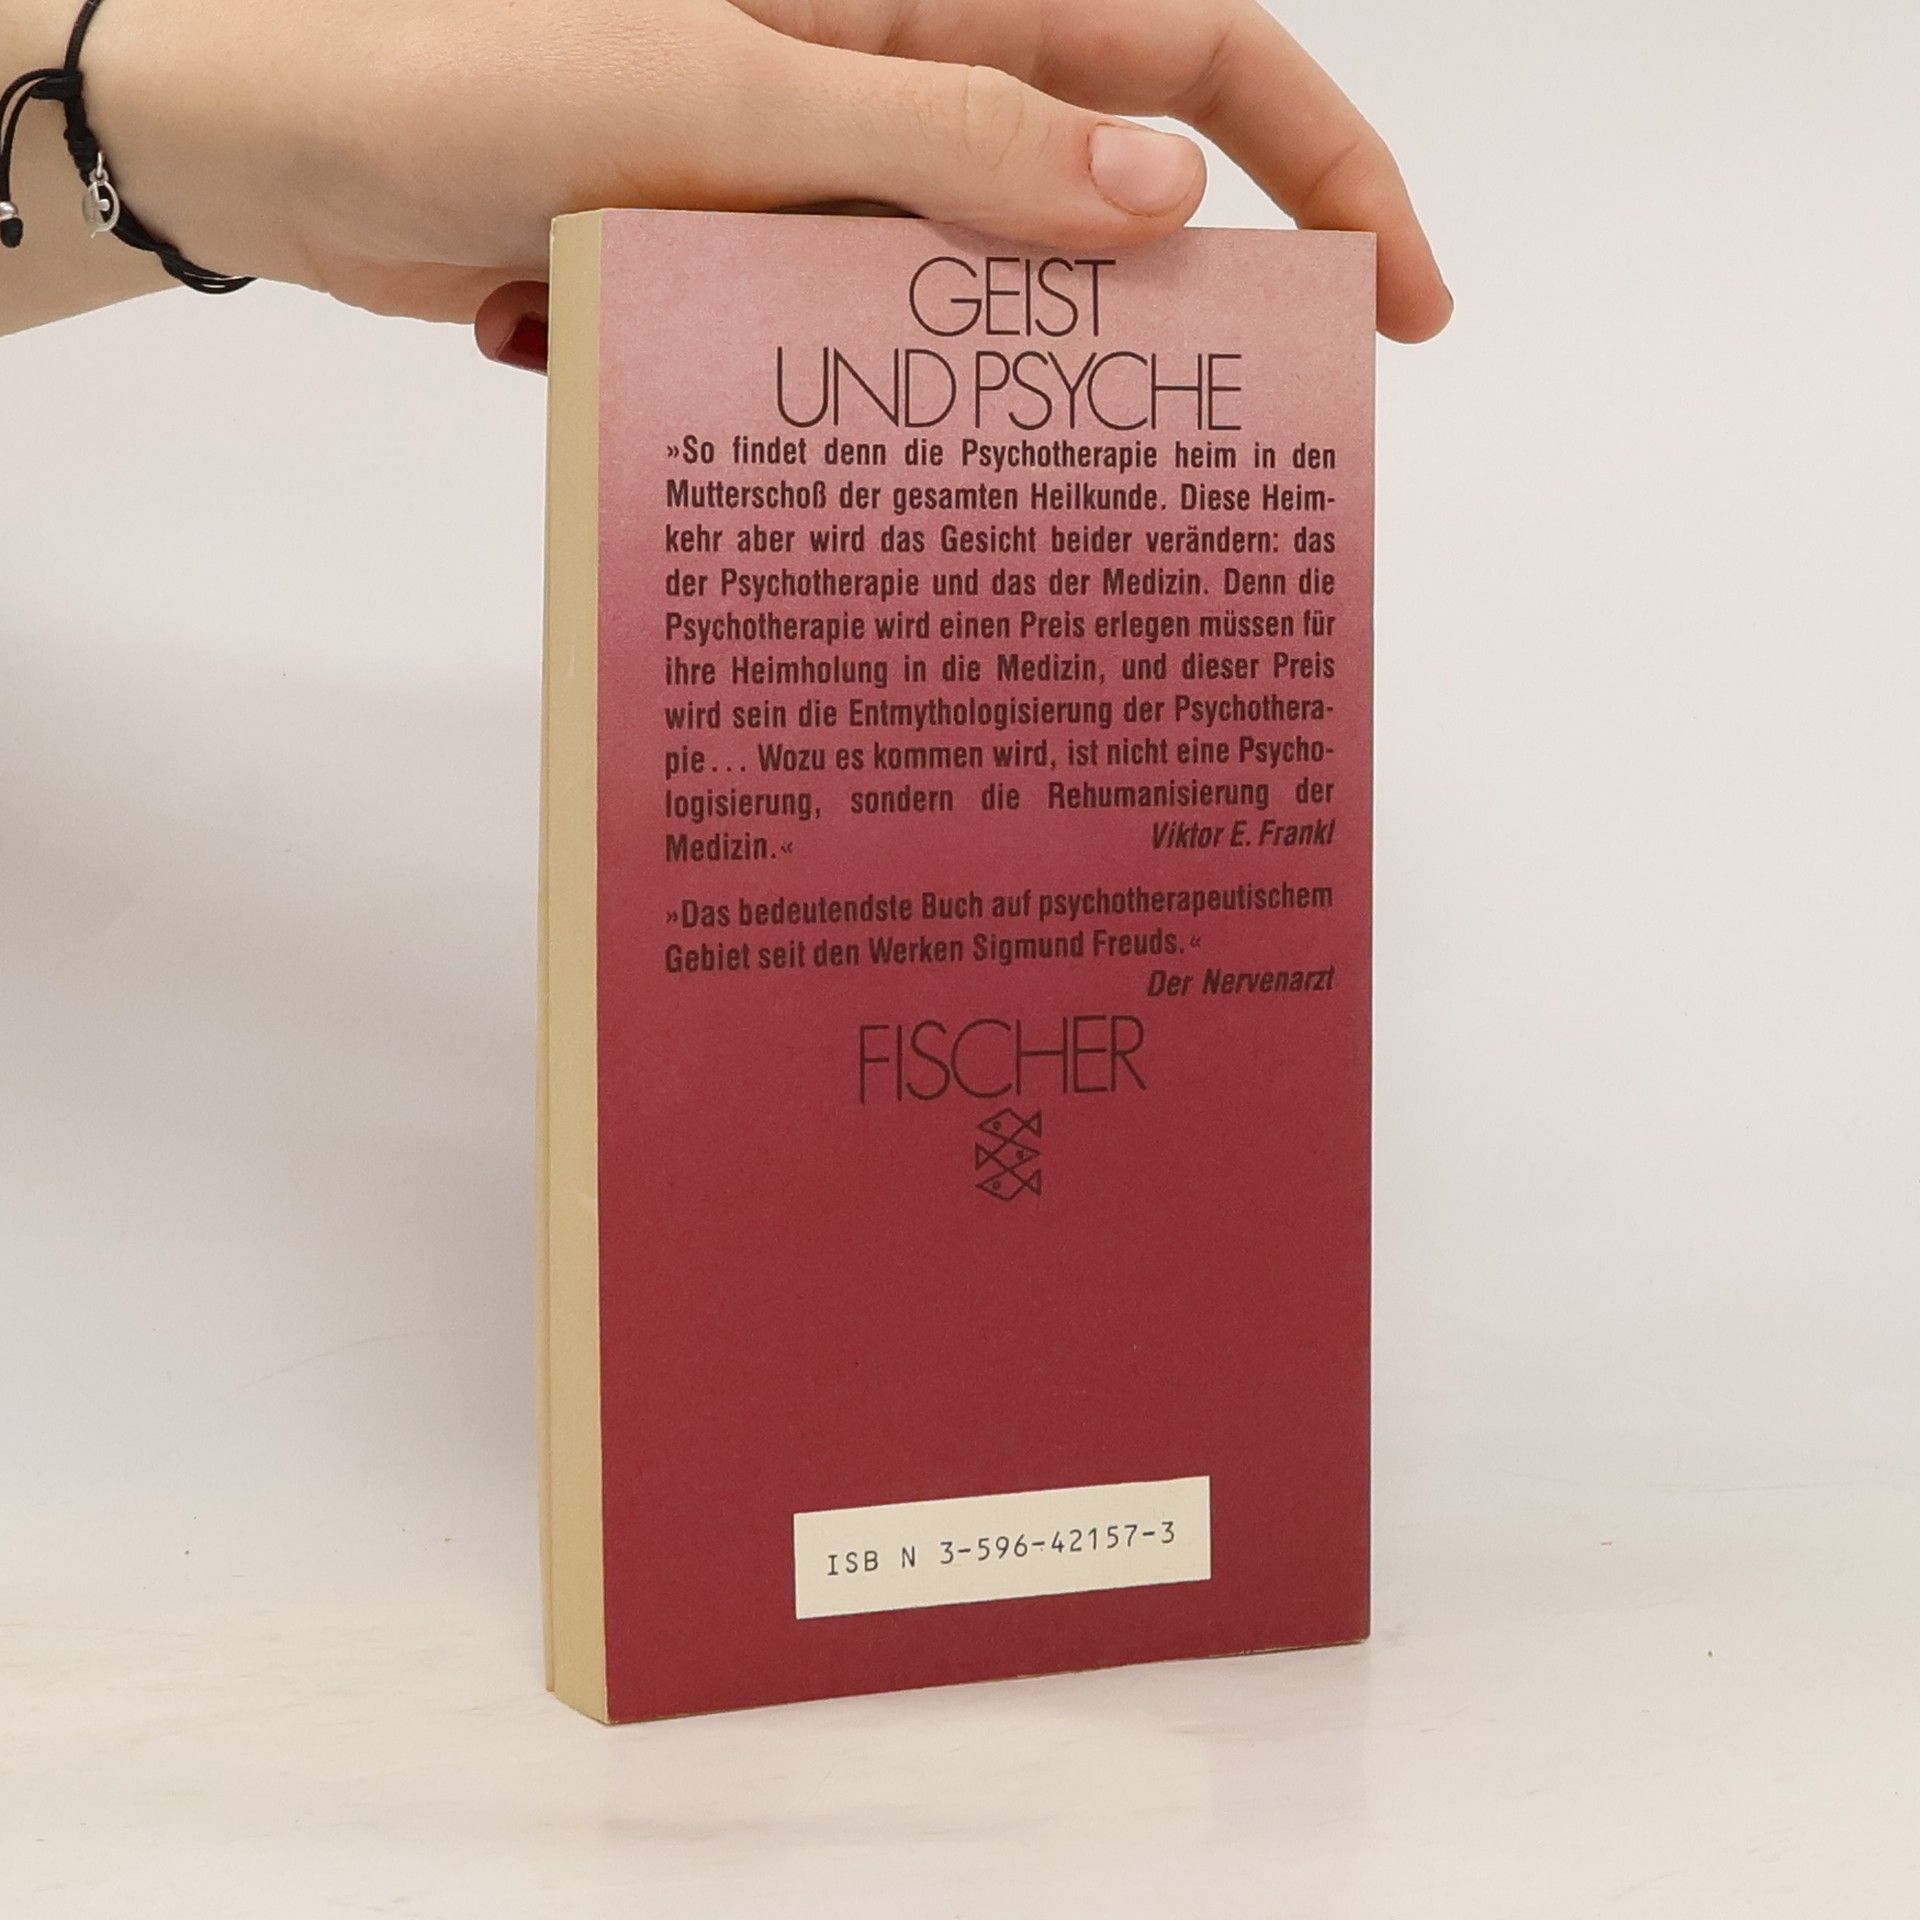 GEIST
UND PSYCHE
»So findet denn die Psychotherapie heim in den
Mutterschoß der gesamten Heilkunde. Diese Heim-
kehr aber wird das Gesicht beider verändern: das
der Psychotherapie und das der Medizin. Denn die
Psychotherapie wird einen Preis erlegen müssen für
ihre Heimholung in die Medizin, und dieser Preis
wird sein die Entmythologisierung der Psychothera-
pie... Wozu es kommen wird, ist nicht eine Psycho-
logisierung, sondern die Rehumanisierung der
Medizin.« Viktor E. Frankl
»Das bedeutendste Buch auf psychotherapeutischem
Gebiet seit den Werken Sigmund Freuds.«
Der Nervenarzt
FISCHER
ISB N 3-596-42157-3